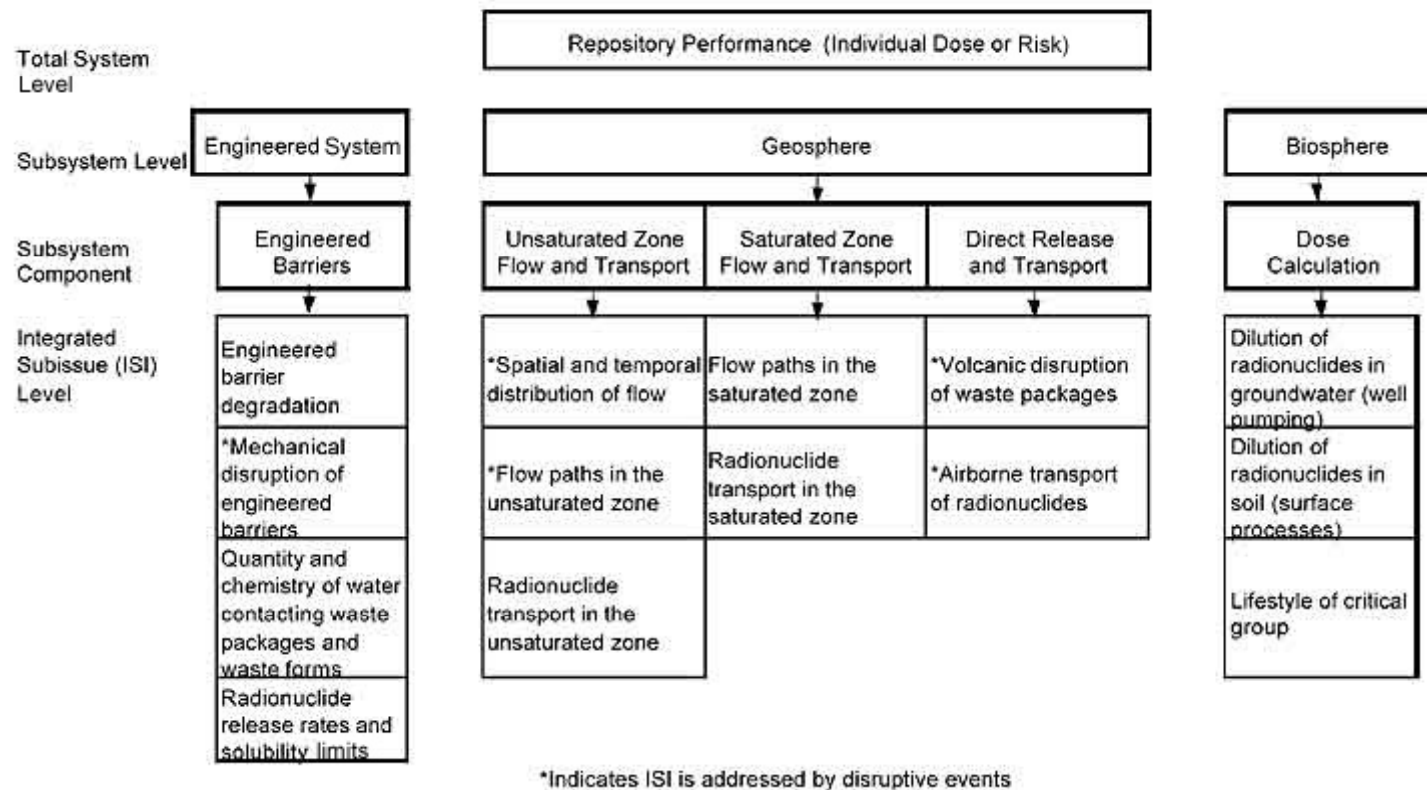 Repository Performance (Individual Dose or Risk)
Total System
Level
Subsystem Level
Engineered System
Geosphere
Biosphere
Subsystem
Component
Engineered
Barriers
Unsaturated Zone
Flow and Transport
Saturated Zone
Flow and Transport
Direct Release
and Transport
Dose
Calculation
Integrated
Subissue (ISI)
Level
Engineered
barrier
degradation
*Mechanical
disruption of
engineered
barriers
Quantity and
chemistry of water
contacting waste
packages and
waste forms
Radionuclide
release rates and
solubility limits
*Spatial and temporal
distribution of flow
*Flow paths in the
unsaturated zone
Radionuclide
transport in the
unsaturated zone
Flow paths in the
saturated zone
Radionuclide
transport in the
saturated zone
*Volcanic disruption
of waste packages
*Airborne transport
of radionuclides
Dilution of
radionuclides in
groundwater (well
pumping)
Dilution of
radionuclides in
soil (surface
processes)
Lifestyle of critical
group
*Indicates ISI is addressed by disruptive events